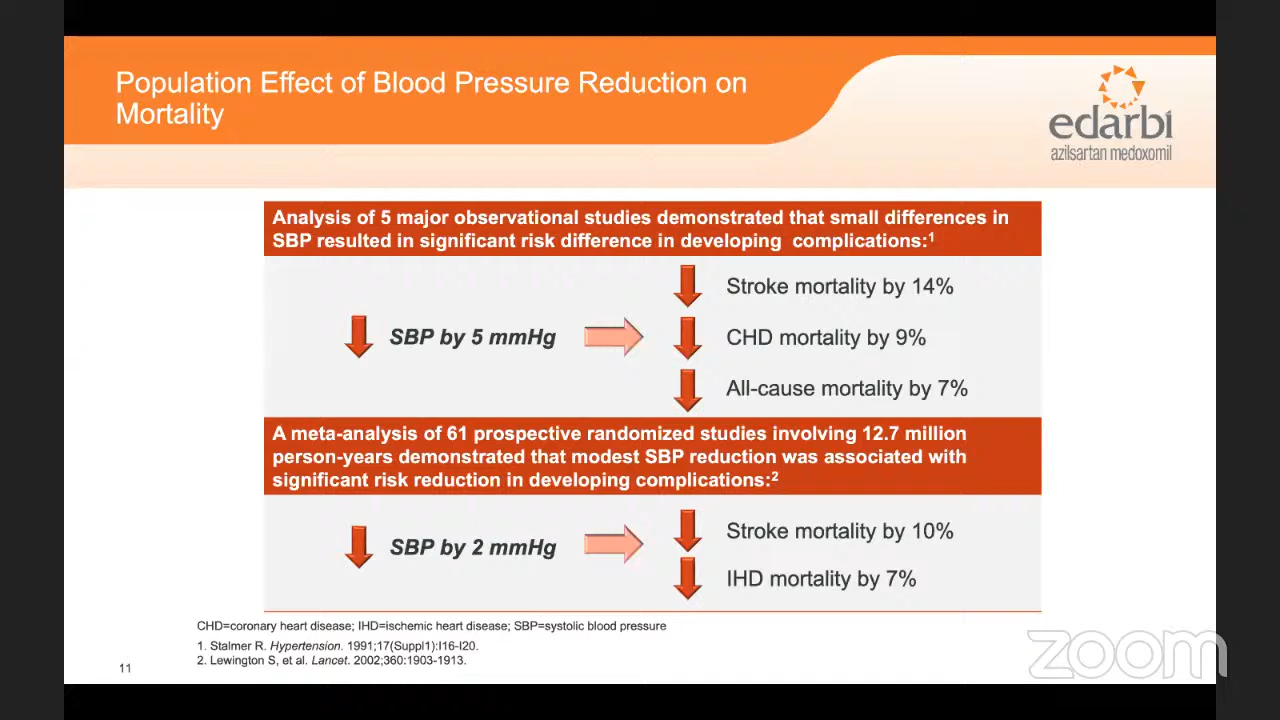 Population Effect of Blood Pressure Reduction on
Mortality
edarbi
azilsartan medoxomil
Analysis of 5 major observational studies demonstrated that small differences in
SBP resulted in significant risk difference in developing complications:1
SBP by 5 mmHg
Stroke mortality by 14%
CHD mortality by 9%
All-cause mortality by 7%
A meta-analysis of 61 prospective randomized studies involving 12.7 million
person-years demonstrated that modest SBP reduction was associated with
significant risk reduction in developing complications:2
SBP by 2 mmHg
Stroke mortality by 10%
IHD mortality by 7%
CHD=coronary heart disease; IHD=ischemic heart disease; SBP=systolic blood pressure
1. Stalmer R. Hypertension. 1991;17(Suppl1):I16-I20.
2. Lewington S, et al. Lancet. 2002;360:1903-1913.
11
zoom